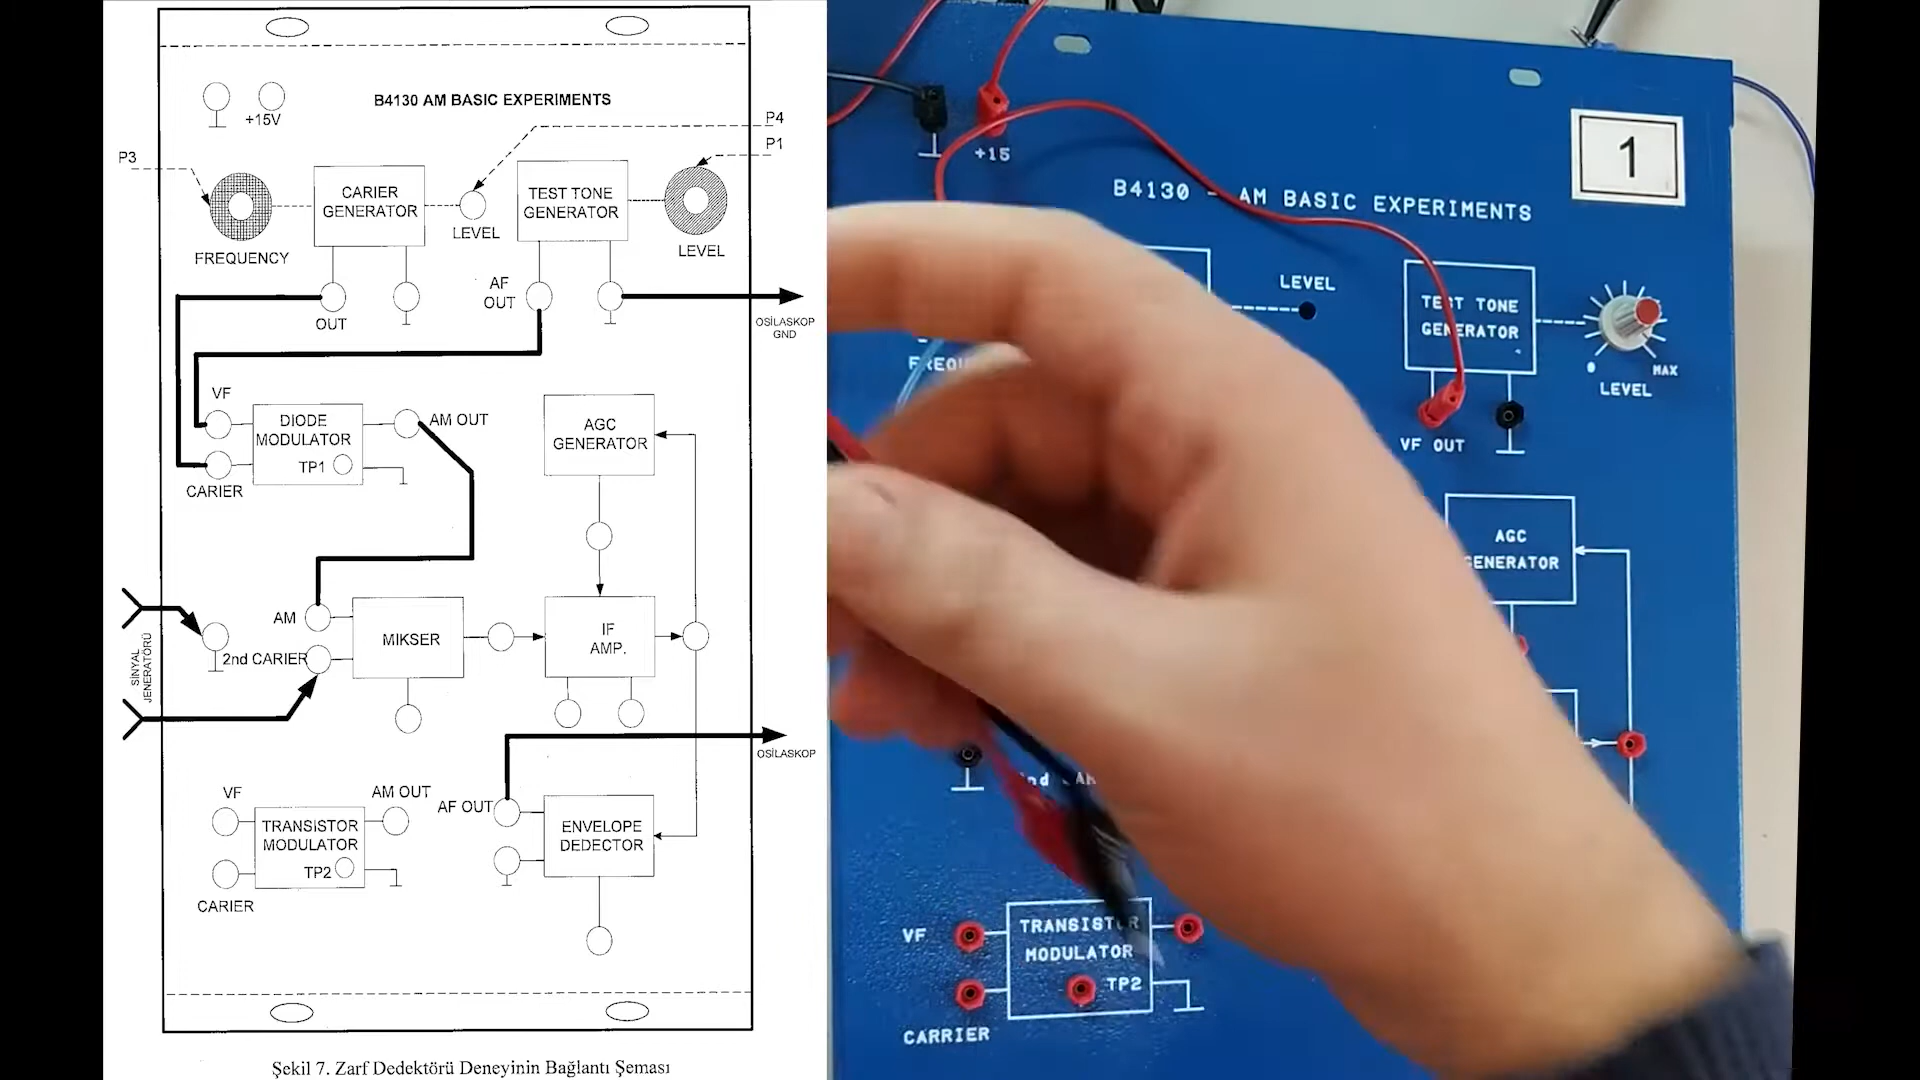 B4130 AM BASIC EXPERIMENTS
+15V
P4
P1
P3
CARIER
GENERATOR
TEST TONE
GENERATOR
LEVEL
LEVEL
FREQUENCY
AF
OUT
OUT
OSİLASKOP
GND
VF
DIODE
MODULATOR
TP1
AM OUT
CARIER
AGC
GENERATOR
AM
MIKSER
IF
AMP.
2nd CARIER
SİNYAL
JENERATÖRÜ
OSİLASKOP
VF
AM OUT
AF OUT
TRANSISTOR
MODULATOR
TP2
ENVELOPE
DEDECTOR
CARIER
Şekil 7. Zarf Dedektörü Deneyinin Bağlantı Şeması
+15
1
B4130 - AM BASIC EXPERIMENTS
LEVEL
TEST TONE
GENERATOR
0
MAX
LEVEL
VF OUT
AGC
GENERATOR
VF
TRANSISTOR
MODULATOR
TP2
CARRIER